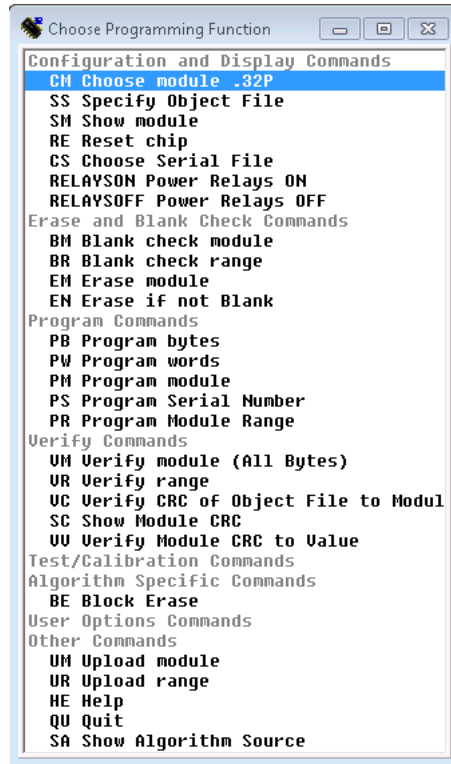 Choose Programming Function
Configuration and Display Commands
CM Choose module .32P
SS Specify Object File
SM Show module
RE Reset chip
CS Choose Serial File
RELAYSON Power Relays ON
RELAYSOFF Power Relays OFF
Erase and Blank Check Commands
BM Blank check module
BR Blank check range
EM Erase module
EN Erase if not Blank
Program Commands
PB Program bytes
PW Program words
PM Program module
PS Program Serial Number
PR Program Module Range
Verify Commands
VM Verify module (All Bytes)
VR Verify range
VC Verify CRC of Object File to Modul
SC Show Module CRC
VV Verify Module CRC to Value
Test/Calibration Commands
Algorithm Specific Commands
BE Block Erase
User Options Commands
Other Commands
UM Upload module
UR Upload range
HE Help
QU Quit
SA Show Algorithm Source